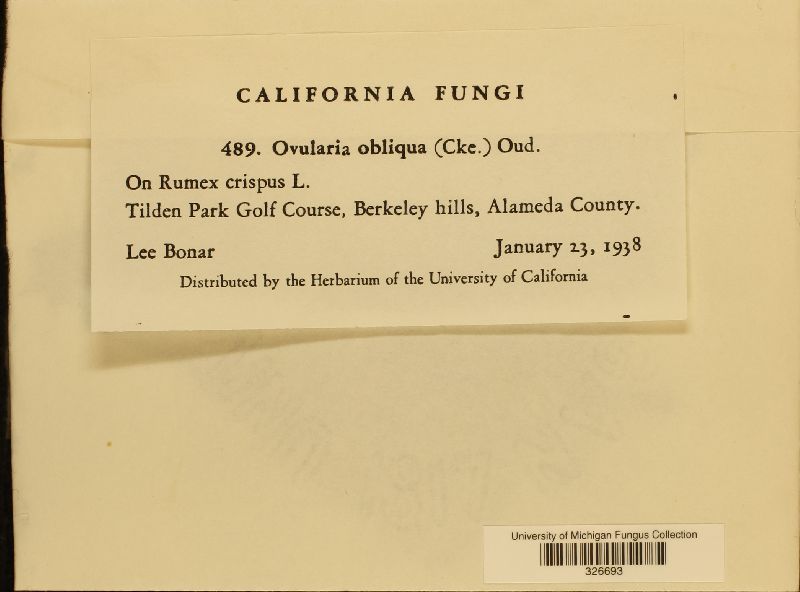 CALIFORNIA FUNGI
489. Ovularia obliqua (Cke.) Oud.
On Rumex crispus L.
Tilden Park Golf Course, Berkeley hills, Alameda County.
Lee Bonar January 23, 1938
Distributed by the Herbarium of the University of California
University of Michigan Fungus Collection
326693